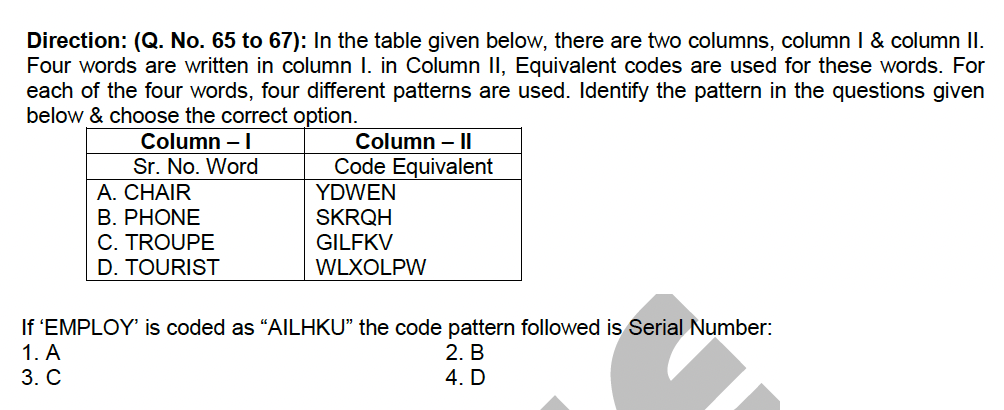 Direction: (Q. No. 65 to 67): In the table given below, there are two columns, column I & column II.
Four words are written in column I. in Column II, Equivalent codes are used for these words. For
each of the four words, four different patterns are used. Identify the pattern in the questions given
below & choose the correct option.
Column – I Column – II
Sr. No. Word Code Equivalent
A. CHAIR YDWEN
B. PHONE SKRQH
C. TROUPE GILFKV
D. TOURIST WLXOLPW
If ‘EMPLOY’ is coded as “AILHKU” the code pattern followed is Serial Number:
1. A 2. B
3. C 4. D